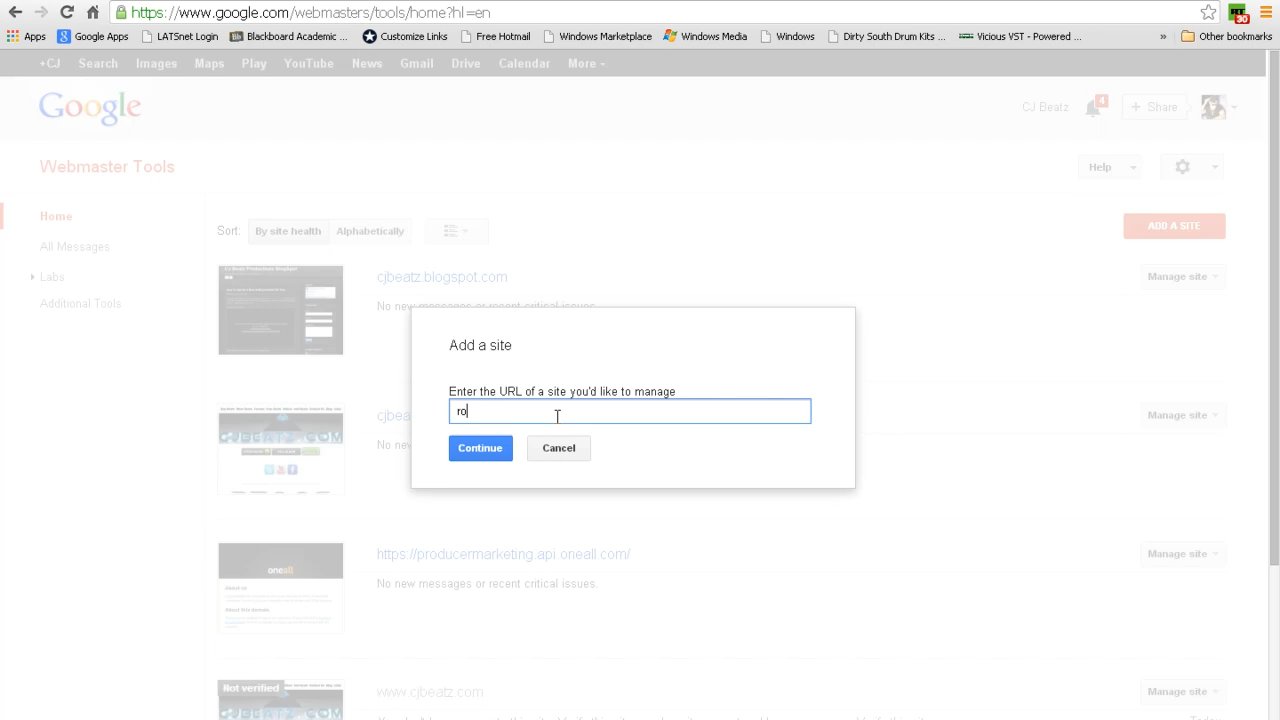 https://www.google.com/webmasters/tools/home?hl=en
30
Apps Google Apps LATSnet Login Blackboard Academic ... Customize Links Free Hotmail Windows Marketplace Windows Media Windows Dirty South Drum Kits ... Vicious VST - Powered ... » Other bookmarks
+CJ Search Images Maps Play YouTube News Gmail Drive Calendar More
Google
CJ Beatz 4 + Share
Webmaster Tools
Help
Home
Sort: By site health Alphabetically
ADD A SITE
All Messages
Labs
Additional Tools
cjbeatz.blogspot.com
Manage site
No new messages or recent critical issues.
Add a site
Enter the URL of a site you'd like to manage
ro
Continue Cancel
Manage site
https://producermarketing.api.oneall.com/
Manage site
No new messages or recent critical issues.
oneall
Not verified
www.cjbeatz.com
Manage site